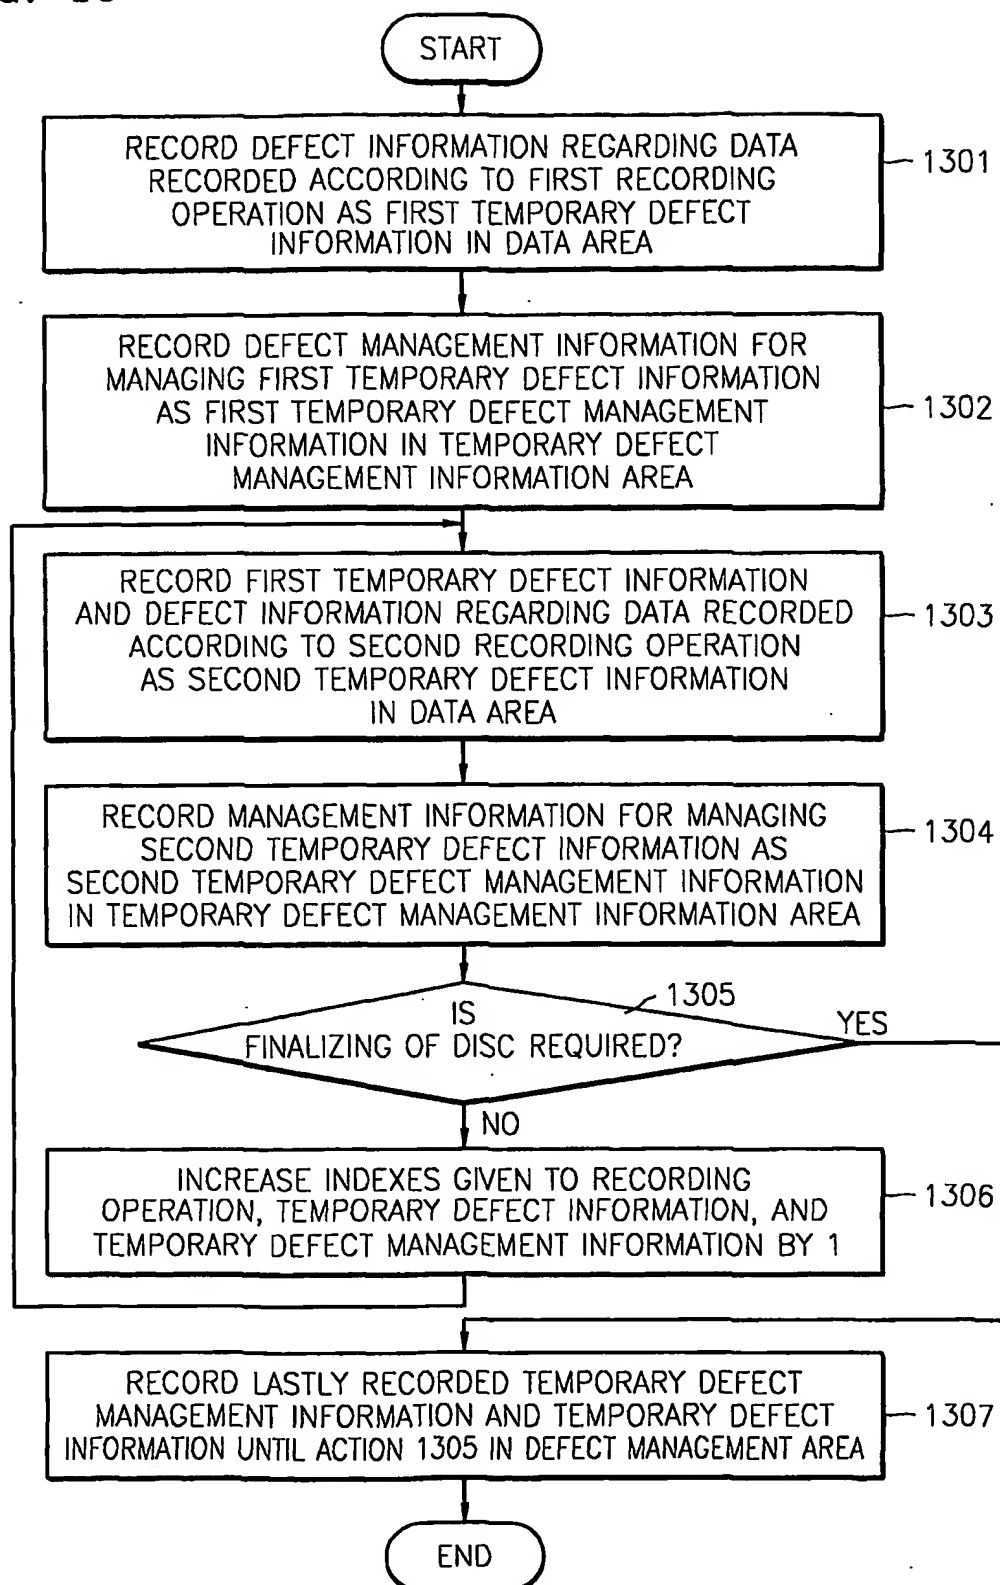 START
RECORD DEFECT INFORMATION REGARDING DATA
RECORDED ACCORDING TO FIRST RECORDING
OPERATION AS FIRST TEMPORARY DEFECT
INFORMATION IN DATA AREA
1301
RECORD DEFECT MANAGEMENT INFORMATION FOR
MANAGING FIRST TEMPORARY DEFECT INFORMATION
AS FIRST TEMPORARY DEFECT MANAGEMENT
INFORMATION IN TEMPORARY DEFECT
MANAGEMENT INFORMATION AREA
1302
RECORD FIRST TEMPORARY DEFECT INFORMATION
AND DEFECT INFORMATION REGARDING DATA RECORDED
ACCORDING TO SECOND RECORDING OPERATION
AS SECOND TEMPORARY DEFECT INFORMATION
IN DATA AREA
1303
RECORD MANAGEMENT INFORMATION FOR MANAGING
SECOND TEMPORARY DEFECT INFORMATION AS
SECOND TEMPORARY DEFECT MANAGEMENT INFORMATION
IN TEMPORARY DEFECT MANAGEMENT INFORMATION AREA
1304
1305
IS
FINALIZING OF DISC REQUIRED?
YES
NO
INCREASE INDEXES GIVEN TO RECORDING
OPERATION, TEMPORARY DEFECT INFORMATION, AND
TEMPORARY DEFECT MANAGEMENT INFORMATION BY 1
1306
RECORD LASTLY RECORDED TEMPORARY DEFECT
MANAGEMENT INFORMATION AND TEMPORARY DEFECT
INFORMATION UNTIL ACTION 1305 IN DEFECT MANAGEMENT AREA
1307
END